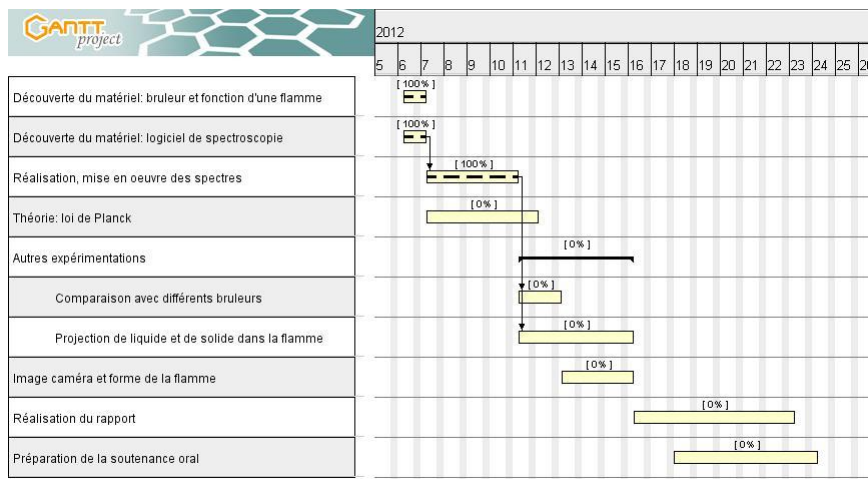 GANTT
project
2012
5 6 7 8 9 10 11 12 13 14 15 16 17 18 19 20 21 22 23 24 25 26
Découverte du matériel: bruleur et fonction d'une flamme
[ 100% ]
Découverte du matériel: logiciel de spectroscopie
[ 100% ]
Réalisation, mise en oeuvre des spectres
[ 100% ]
Théorie: loi de Planck
[ 0% ]
Autres expérimentations
[ 0% ]
Comparaison avec différents bruleurs
[ 0% ]
Projection de liquide et de solide dans la flamme
[ 0% ]
Image caméra et forme de la flamme
[ 0% ]
Réalisation du rapport
[ 0% ]
Préparation de la soutenance oral
[ 0% ]